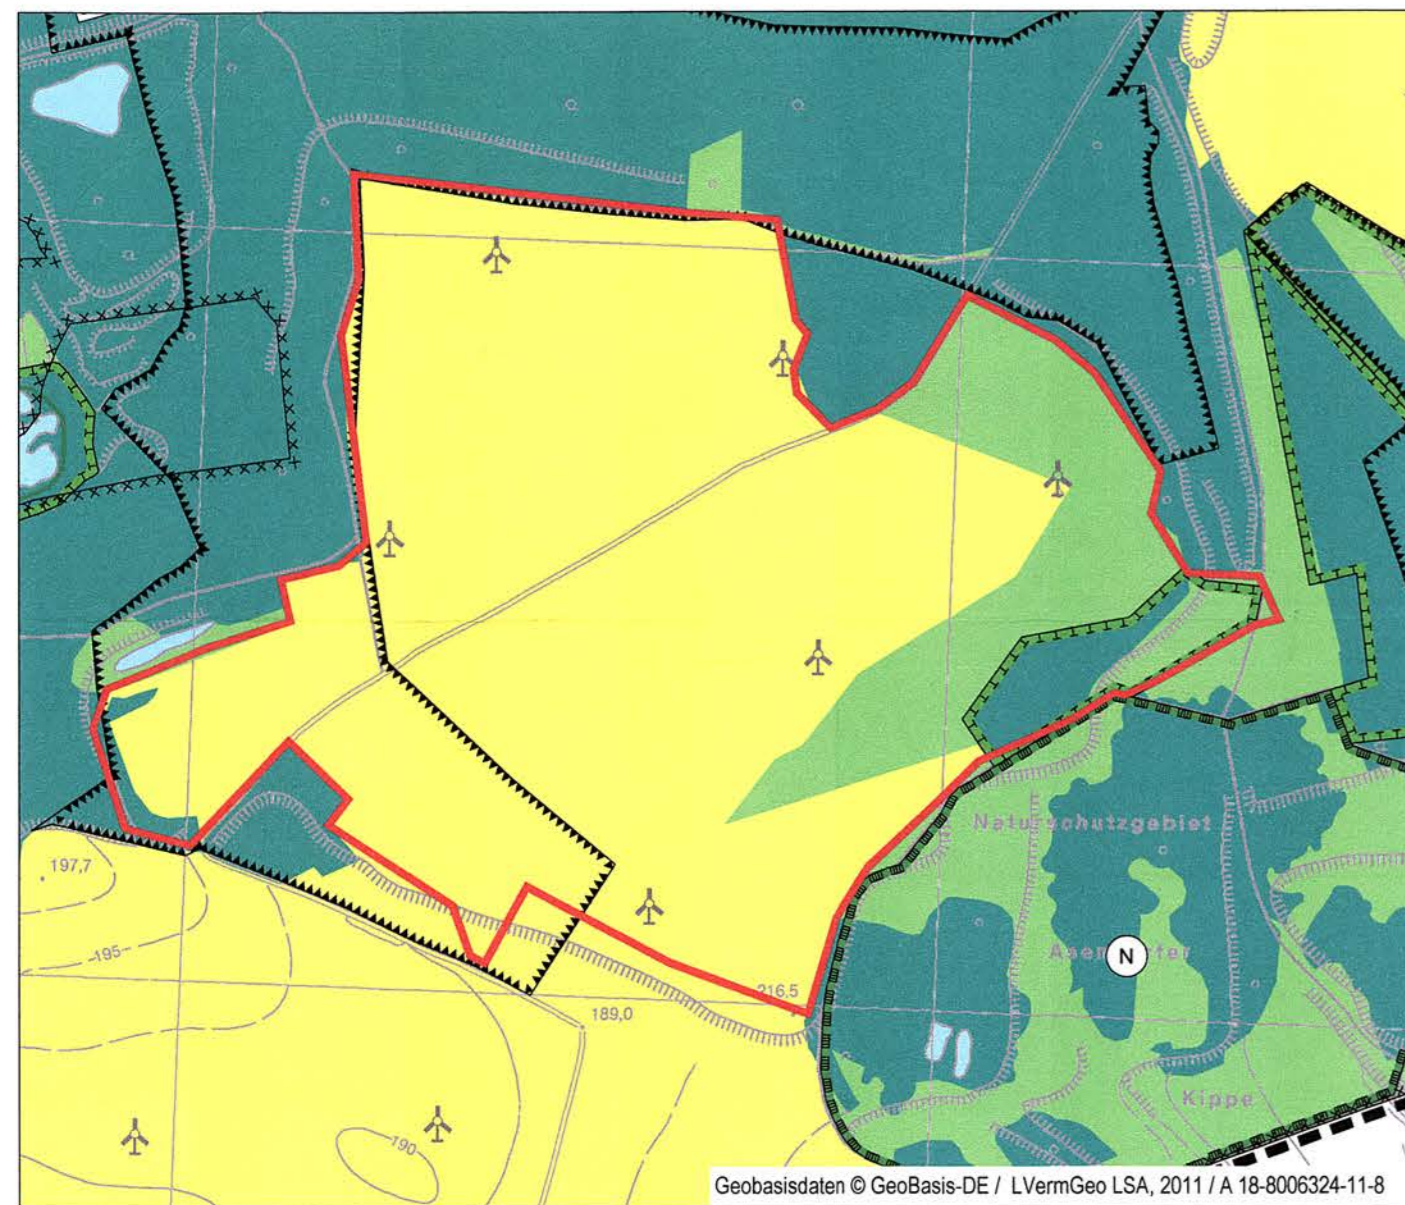 Naturschutzgebiet
197,7
195
N
216,5
189,0
Kippe
190
Geobasisdaten © GeoBasis-DE / LVermGeo LSA, 2011 / A 18-8006324-11-8